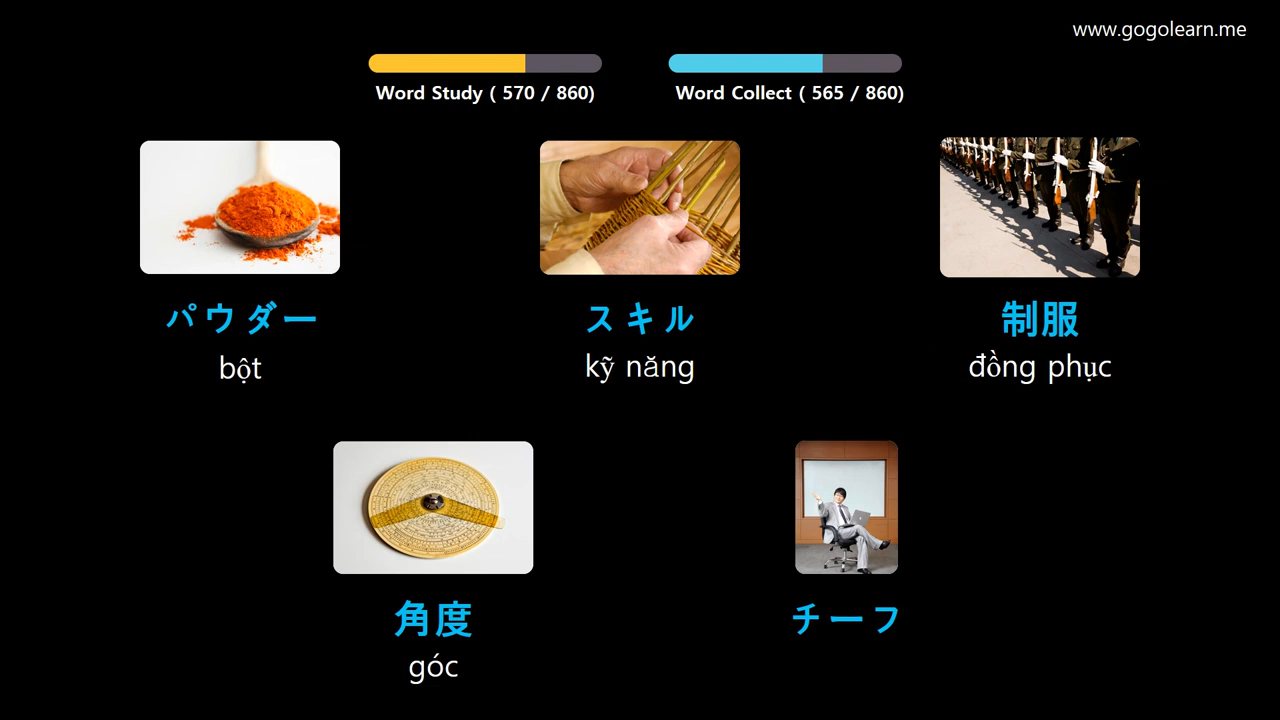 www.gogolearn.me
Word Study ( 570 / 860)
Word Collect ( 565 / 860)
パウダー
bột
スキル
kỹ năng
制服
đồng phục
角度
góc
チーフ